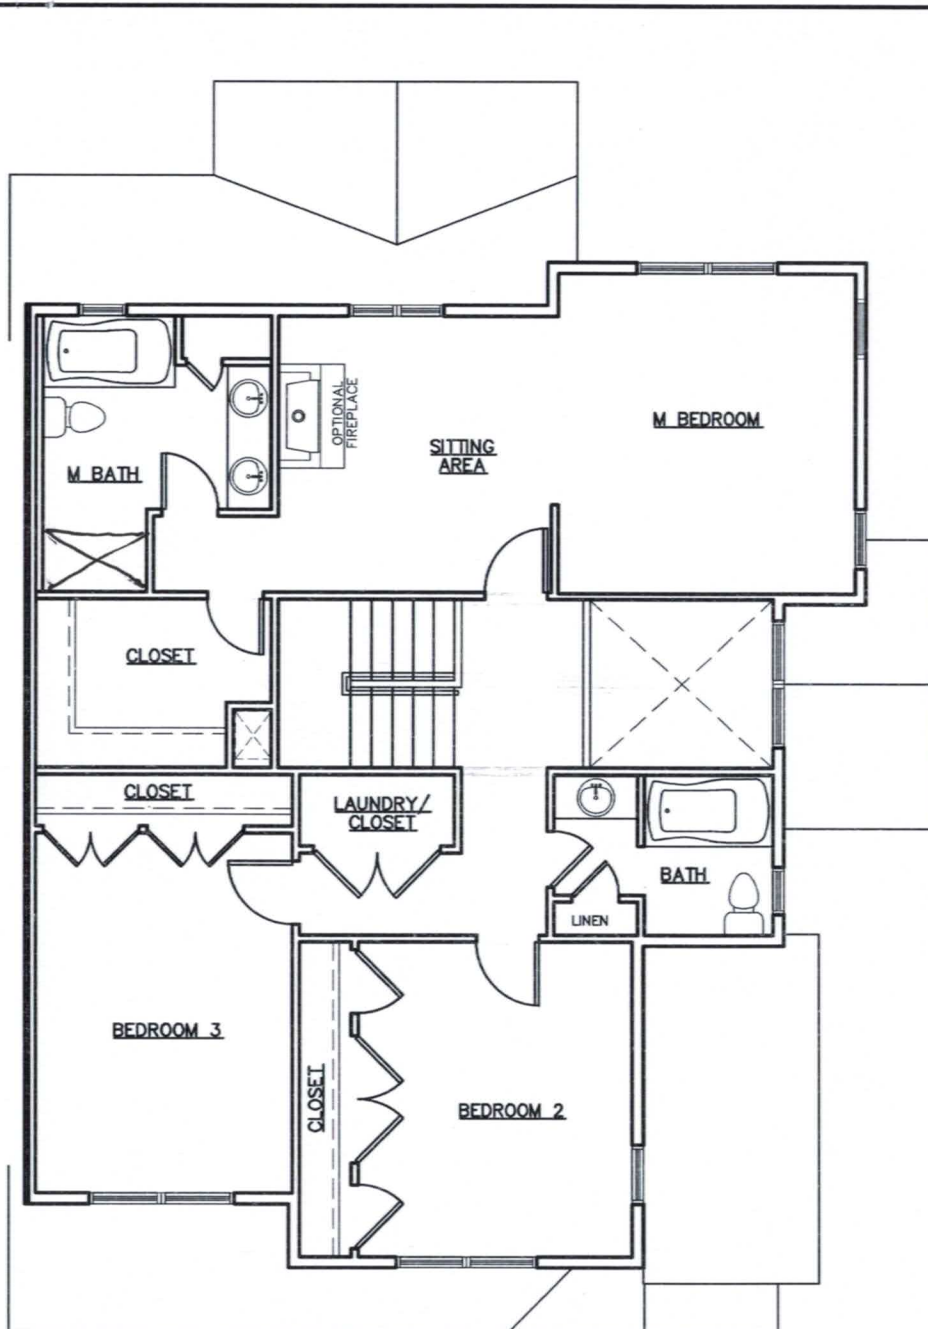 OPTIONAL
FIREPLACE
M BEDROOM
SITTING
AREA
M BATH
CLOSET
CLOSET
LAUNDRY/
CLOSET
BATH
LINEN
BEDROOM 3
CLOSET
BEDROOM 2